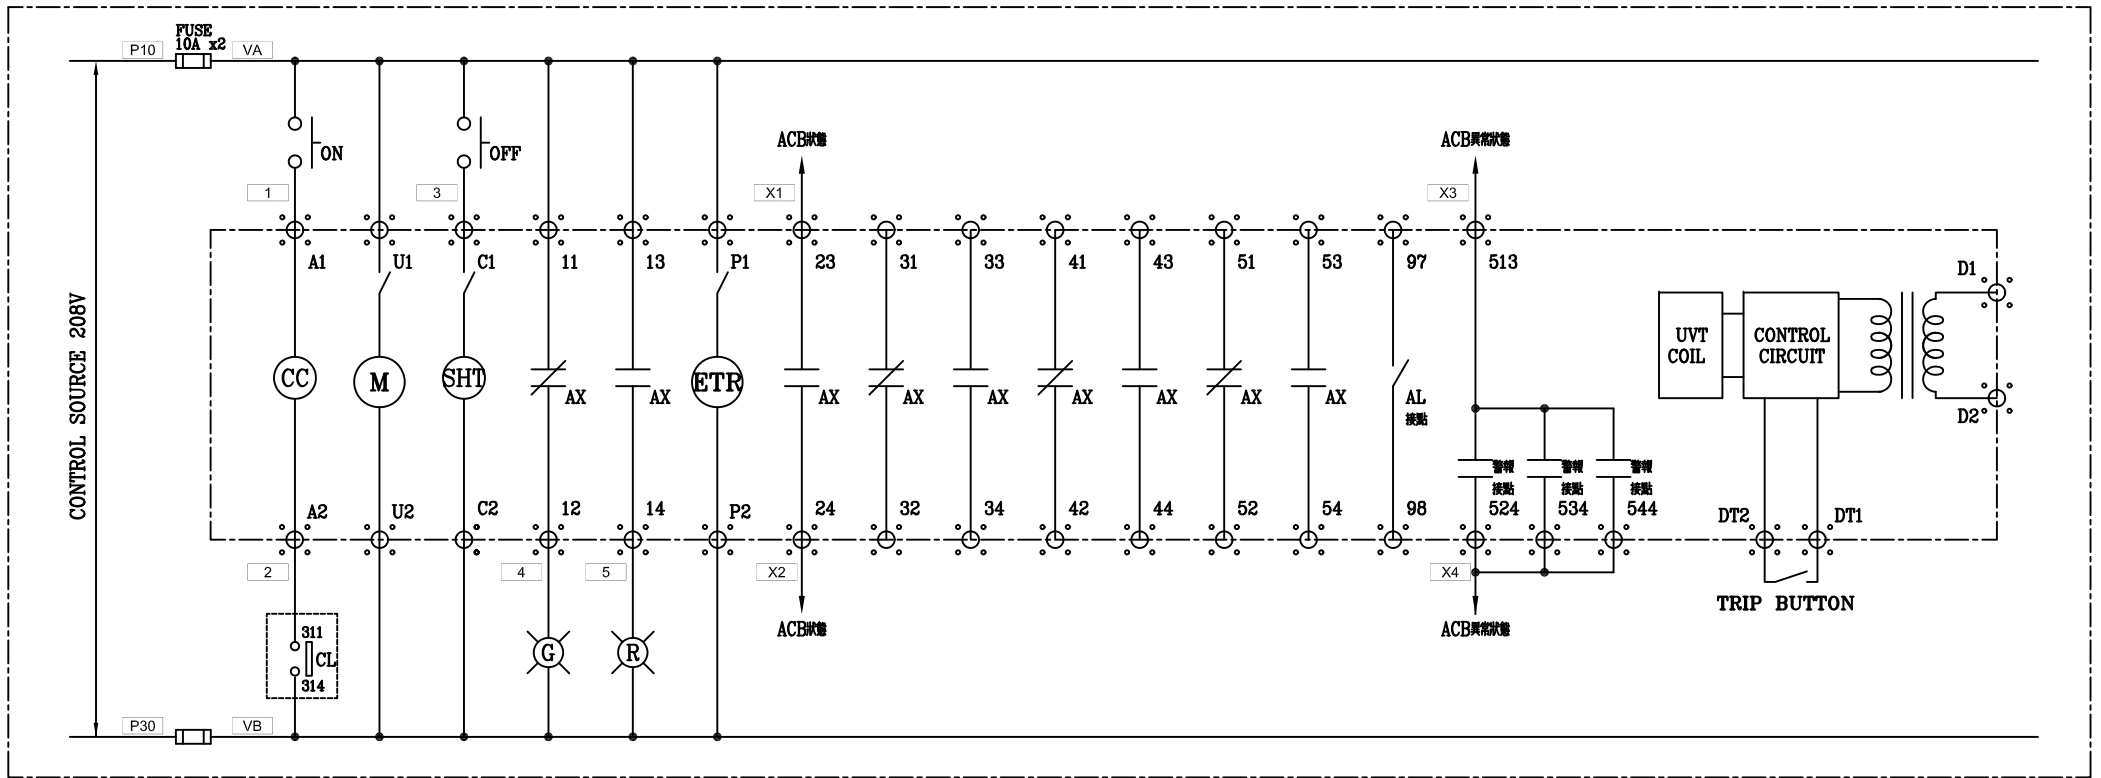 FUSE
10A x2
P10
VA
ON
OFF
ACB狀態
ACB異常狀態
1
3
X1
X3
A1
U1
C1
11
13
P1
23
31
33
41
43
51
53
97
513
D1
CONTROL SOURCE 208V
UVT
COIL
CONTROL
CIRCUIT
CC
M
SHT
ETR
AX
AX
AX
AX
AX
AX
AX
AX
AX
AL
接點
D2
警報
接點
警報
接點
警報
接點
A2
U2
C2
12
14
P2
24
32
34
42
44
52
54
98
524
534
544
DT2
DT1
2
4
5
X2
X4
TRIP BUTTON
ACB狀態
ACB異常狀態
311
CL
314
G
R
P30
VB